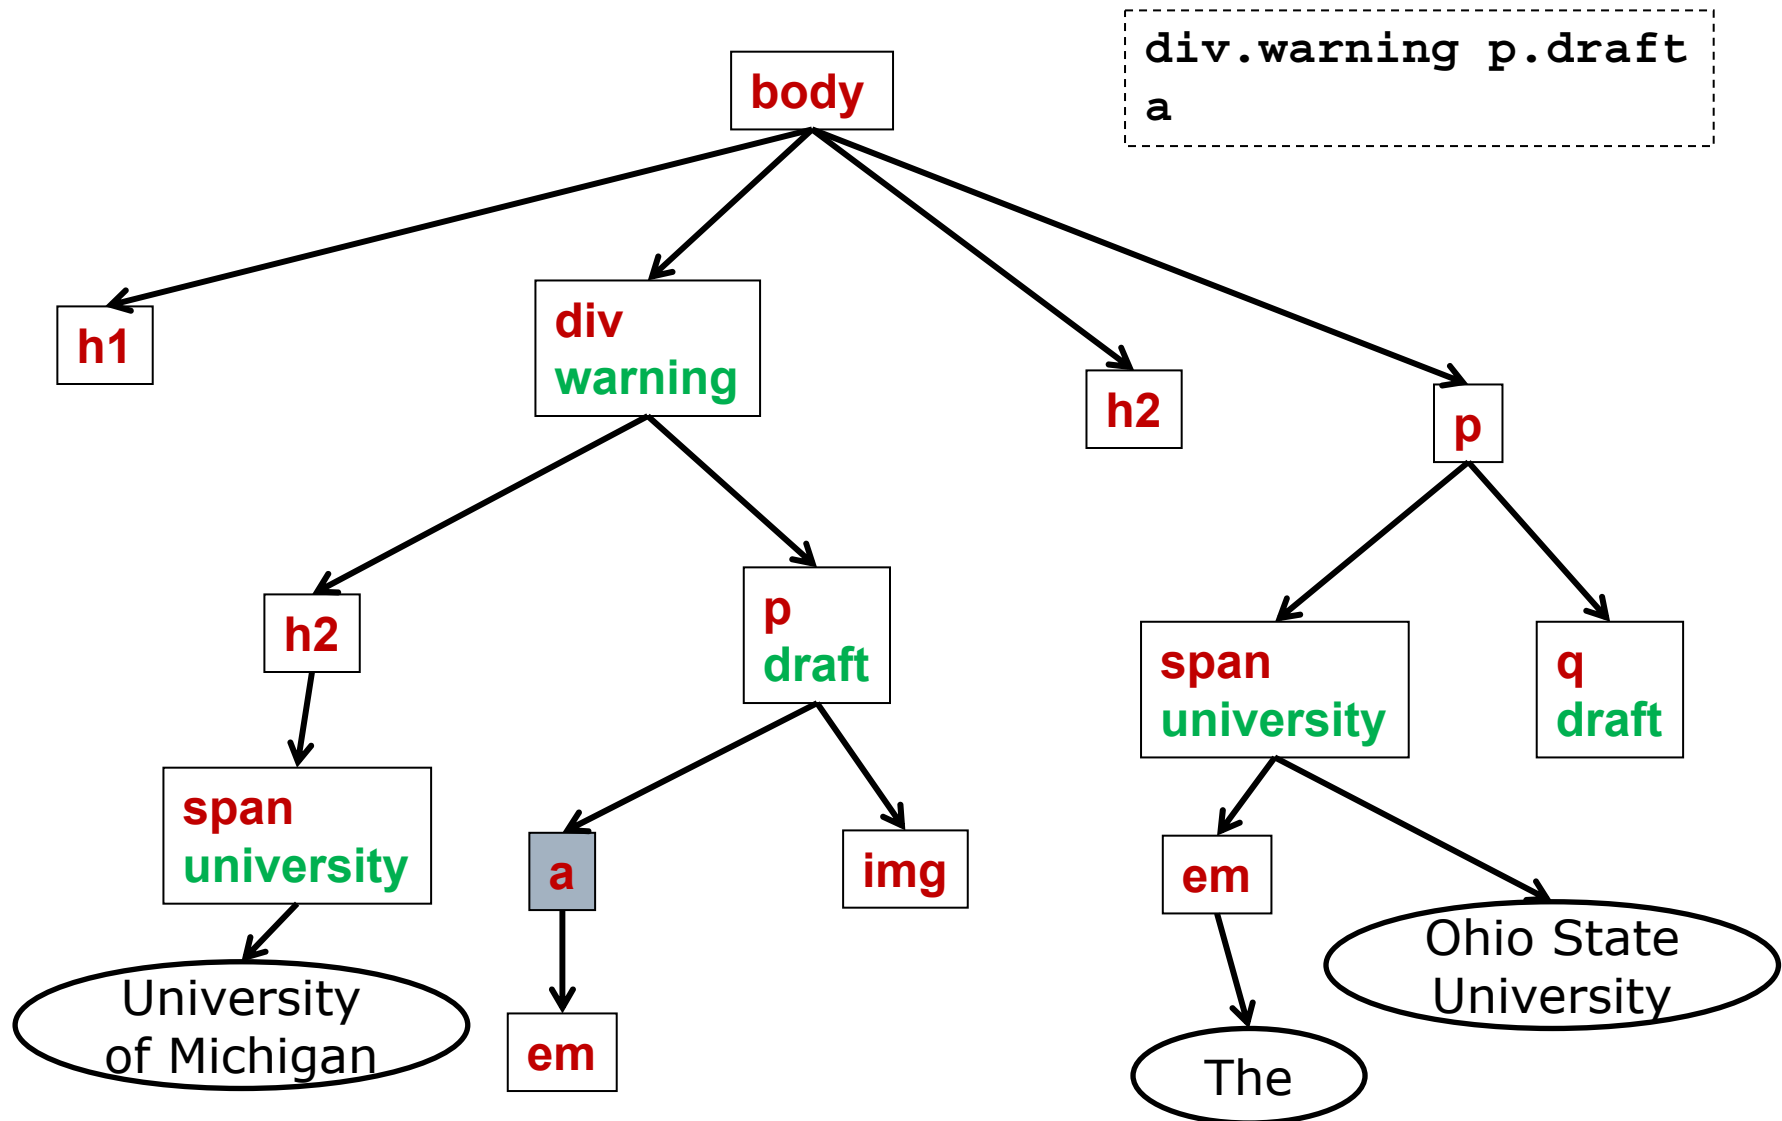 div.warning p.draft
a
body
h1
div
warning
h2
p
h2
p
draft
span
university
q
draft
span
university
a
img
em
University
of Michigan
em
Ohio State
University
The